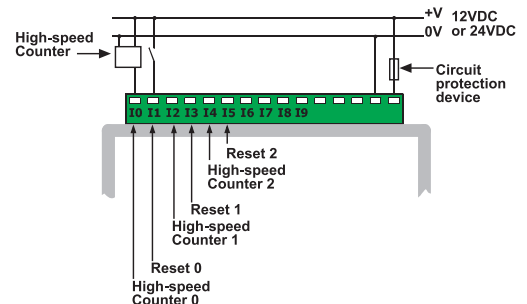 +V 12VDC
0V or 24VDC
High-speed
Counter
Circuit
protection
device
I0 I1 I2 I3 I4 I5 I6 I7 I8 I9
Reset 2
High-speed
Counter 2
Reset 1
High-speed
Counter 1
Reset 0
High-speed
Counter 0